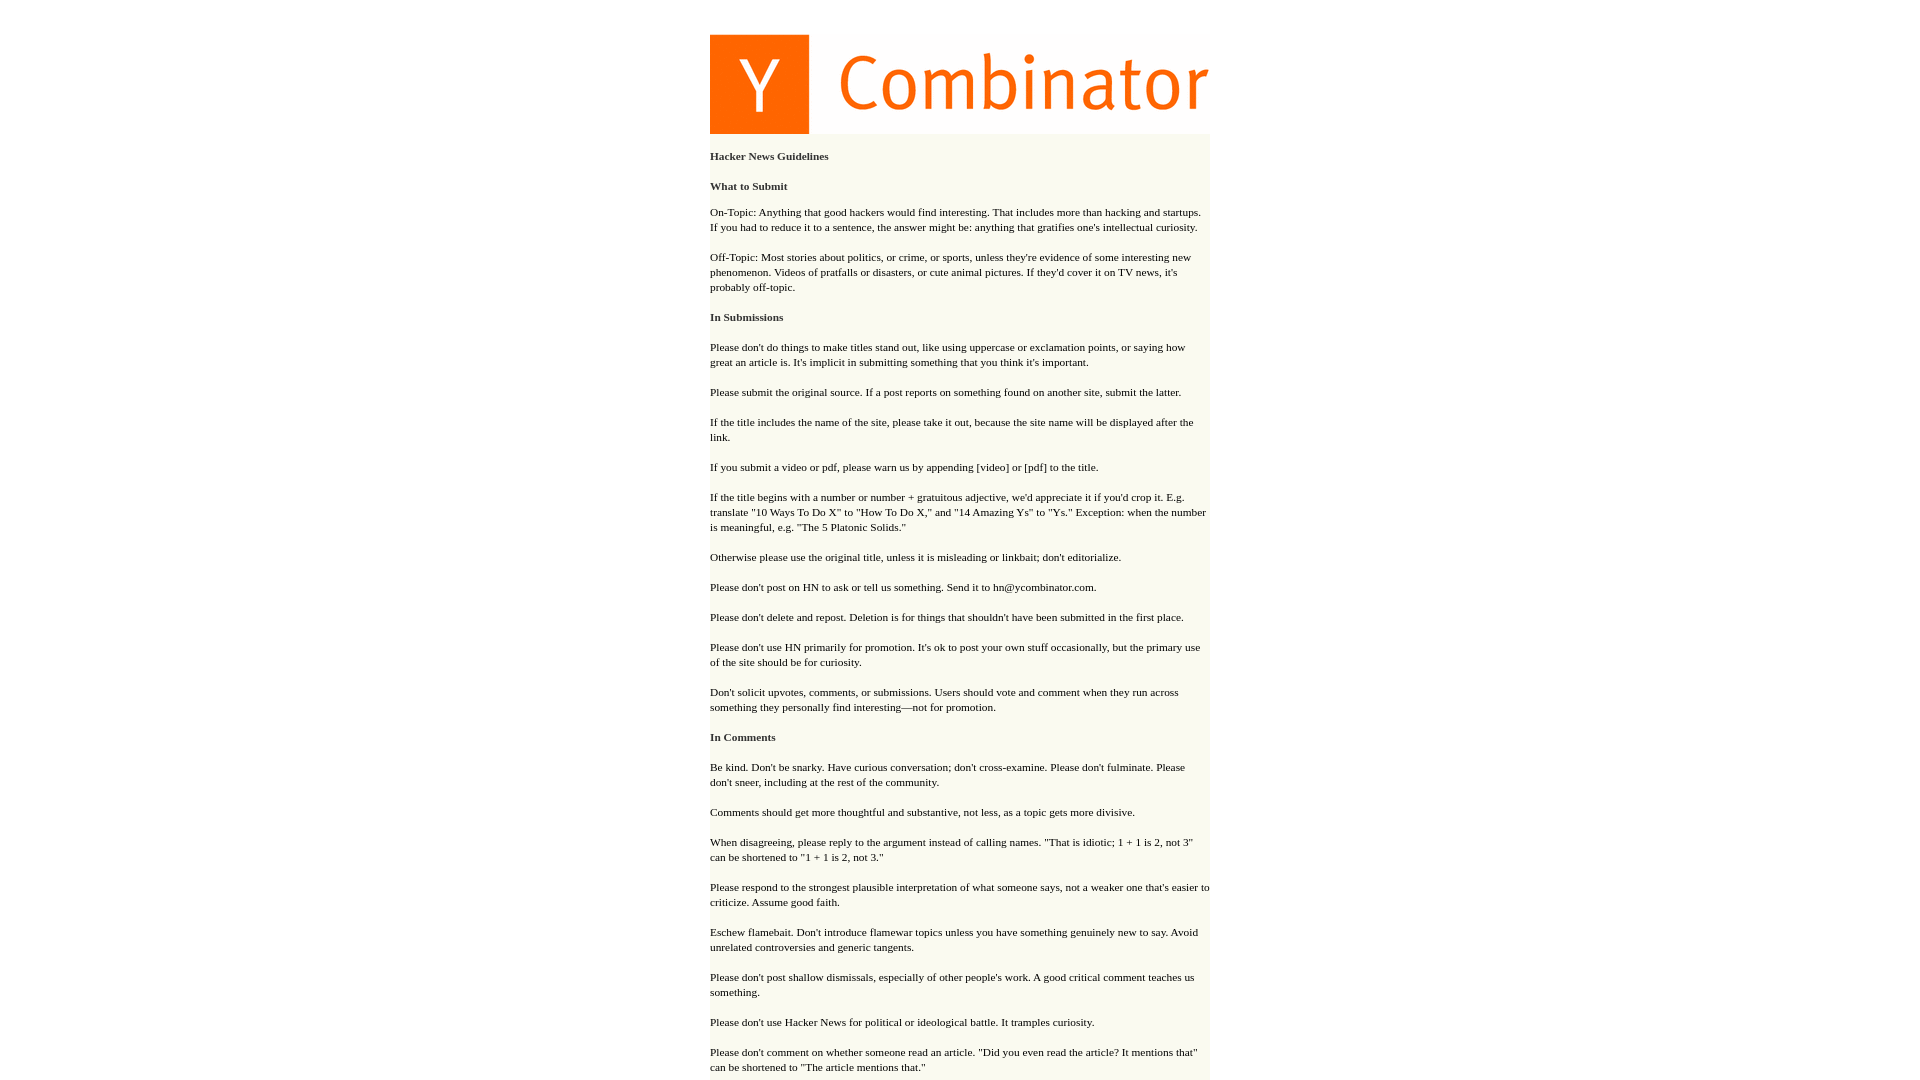 Y Combinator
Hacker News Guidelines
What to Submit
On-Topic: Anything that good hackers would find interesting. That includes more than hacking and startups.
If you had to reduce it to a sentence, the answer might be: anything that gratifies one's intellectual curiosity.
Off-Topic: Most stories about politics, or crime, or sports, unless they're evidence of some interesting new
phenomenon. Videos of pratfalls or disasters, or cute animal pictures. If they'd cover it on TV news, it's
probably off-topic.
In Submissions
Please don't do things to make titles stand out, like using uppercase or exclamation points, or saying how
great an article is. It's implicit in submitting something that you think it's important.
Please submit the original source. If a post reports on something found on another site, submit the latter.
If the title includes the name of the site, please take it out, because the site name will be displayed after the
link.
If you submit a video or pdf, please warn us by appending [video] or [pdf] to the title.
If the title begins with a number or number + gratuitous adjective, we'd appreciate it if you'd crop it. E.g.
translate "10 Ways To Do X" to "How To Do X," and "14 Amazing Ys" to "Ys." Exception: when the number
is meaningful, e.g. "The 5 Platonic Solids."
Otherwise please use the original title, unless it is misleading or linkbait; don't editorialize.
Please don't post on HN to ask or tell us something. Send it to hn@ycombinator.com.
Please don't delete and repost. Deletion is for things that shouldn't have been submitted in the first place.
Please don't use HN primarily for promotion. It's ok to post your own stuff occasionally, but the primary use
of the site should be for curiosity.
Don't solicit upvotes, comments, or submissions. Users should vote and comment when they run across
something they personally find interesting—not for promotion.
In Comments
Be kind. Don't be snarky. Have curious conversation; don't cross-examine. Please don't fulminate. Please
don't sneer, including at the rest of the community.
Comments should get more thoughtful and substantive, not less, as a topic gets more divisive.
When disagreeing, please reply to the argument instead of calling names. "That is idiotic; 1 + 1 is 2, not 3"
can be shortened to "1 + 1 is 2, not 3."
Please respond to the strongest plausible interpretation of what someone says, not a weaker one that's easier to
criticize. Assume good faith.
Eschew flamebait. Don't introduce flamewar topics unless you have something genuinely new to say. Avoid
unrelated controversies and generic tangents.
Please don't post shallow dismissals, especially of other people's work. A good critical comment teaches us
something.
Please don't use Hacker News for political or ideological battle. It tramples curiosity.
Please don't comment on whether someone read an article. "Did you even read the article? It mentions that"
can be shortened to "The article mentions that."